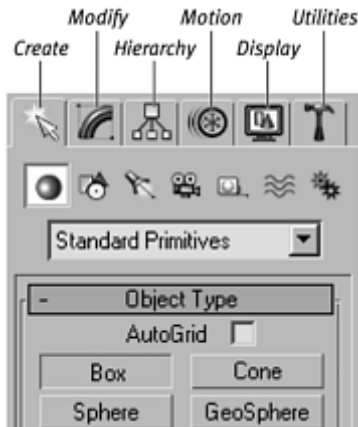 Modify Motion Utilities
Create Hierarchy Display
Standard Primitives
- Object Type
AutoGrid
Box Cone
Sphere GeoSphere